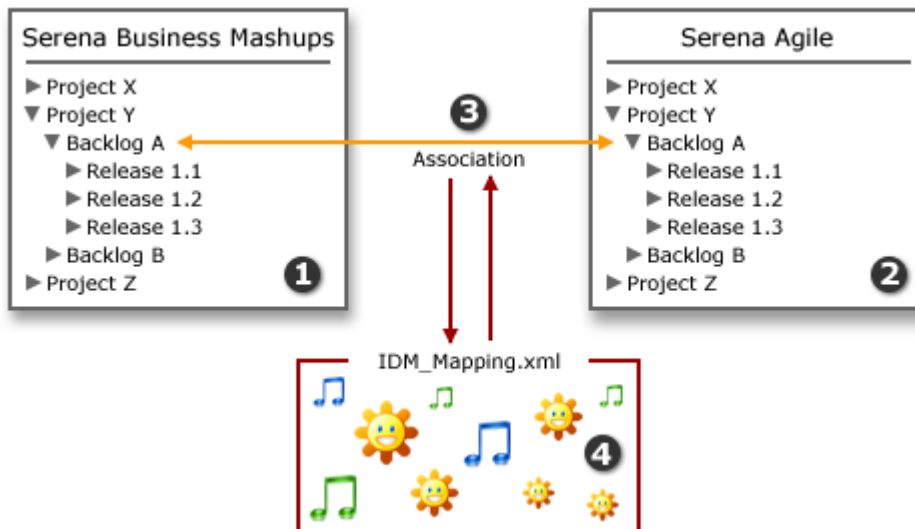 Serena Business Mashups
Project X
Project Y
Backlog A
Release 1.1
Release 1.2
Release 1.3
Backlog B
Project Z
1
3
Association
Serena Agile
Project X
Project Y
Backlog A
Release 1.1
Release 1.2
Release 1.3
Backlog B
Project Z
2
IDM_Mapping.xml
4